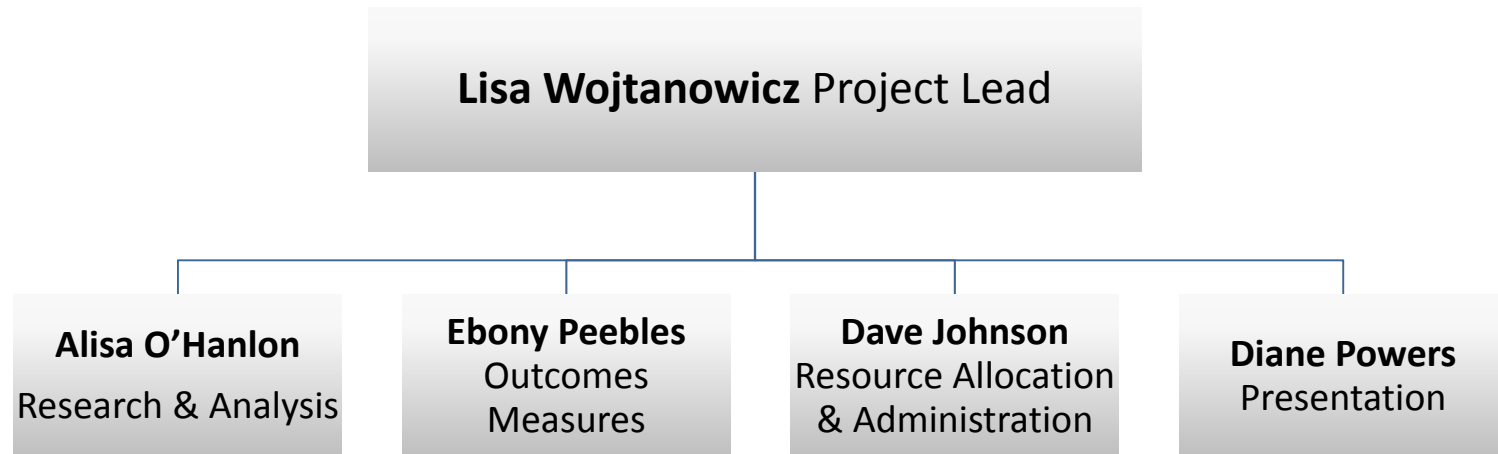 Lisa Wojtanowicz Project Lead
Alisa O’Hanlon
Research & Analysis
Ebony Peebles
Outcomes
Measures
Dave Johnson
Resource Allocation
& Administration
Diane Powers
Presentation